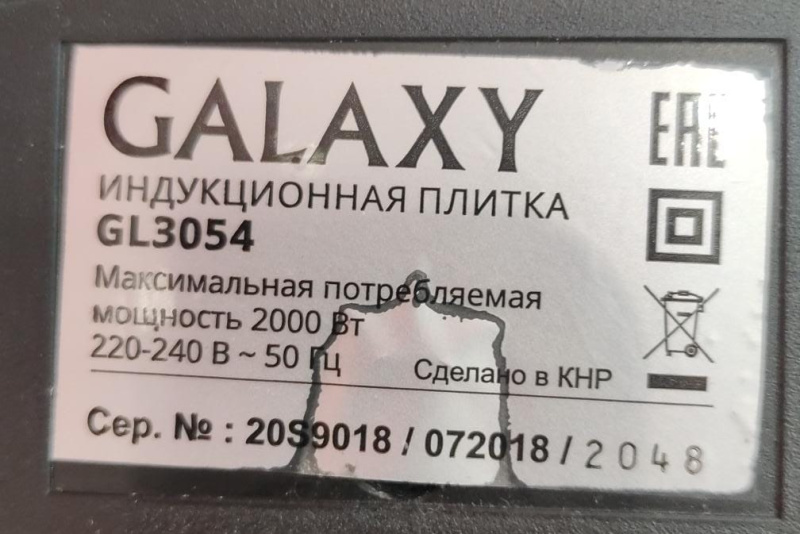 GALAXY
EAC
ИНДУКЦИОННАЯ ПЛИТКА
GL3054
Максимальная потребляемая
мощность 2000 Вт
220-240 В ~ 50 Гц
Сделано в КНР
Сер. № : 20S9018 / 072018 / 2048